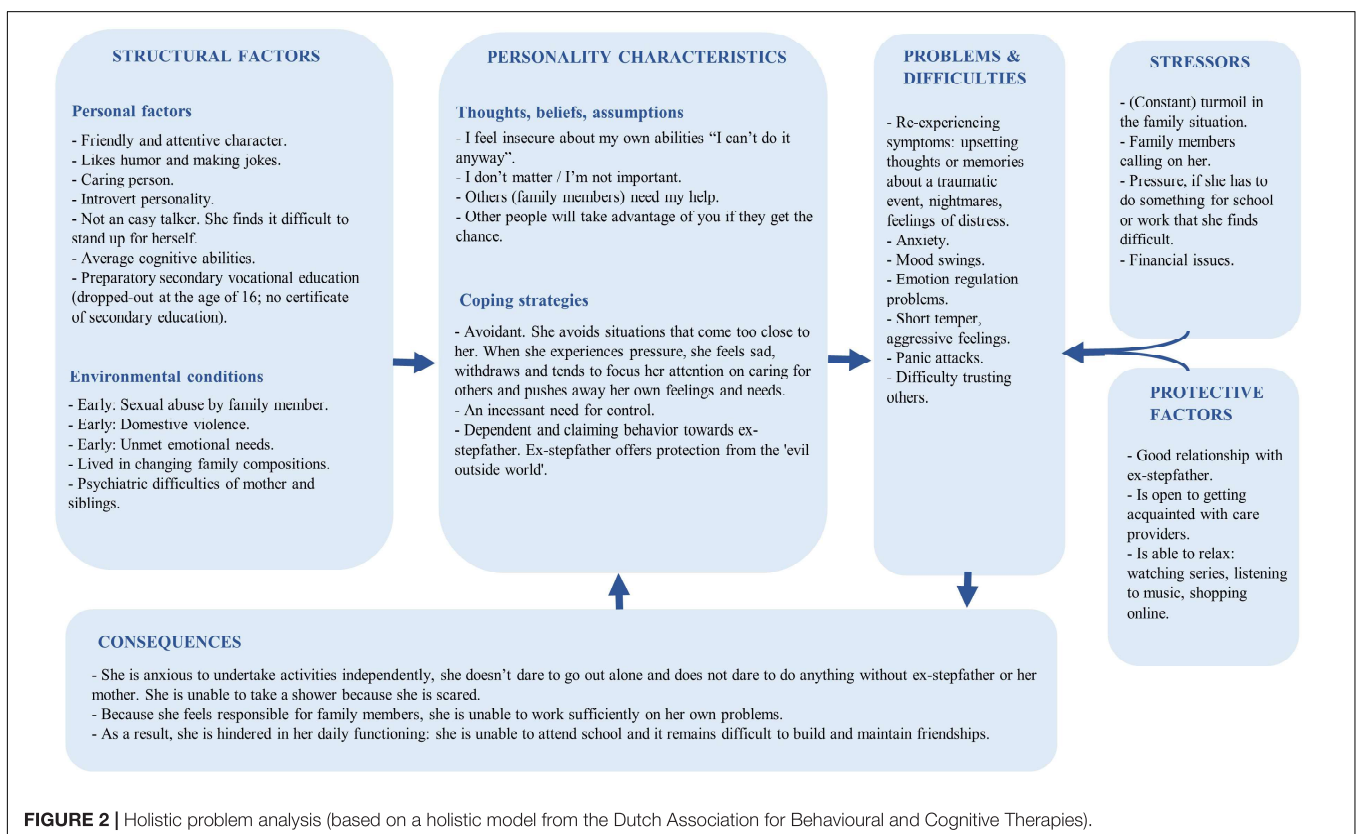 STRUCTURAL FACTORS
Personal factors
- Friendly and attentive character.
- Likes humor and making jokes.
- Caring person.
- Introvert personality.
- Not an easy talker. She finds it difficult to
stand up for herself.
- Average cognitive abilities.
- Preparatory secondary vocational education
(dropped-out at the age of 16; no certificate
of secondary education).
Environmental conditions
- Early: Sexual abuse by family member.
- Early: Domestic violence.
- Early: Unmet emotional needs.
- Lived in changing family compositions.
- Psychiatric difficulties of mother and
siblings.
PERSONALITY CHARACTERISTICS
Thoughts, beliefs, assumptions
- I feel insecure about my own abilities “I can’t do it
anyway”.
- I don’t matter / I’m not important.
- Others (family members) need my help.
- Other people will take advantage of you if they get the
chance.
Coping strategies
- Avoidant. She avoids situations that come too close to
her. When she experiences pressure, she feels sad,
withdraws and tends to focus her attention on caring for
others and pushes away her own feelings and needs.
- An incessant need for control.
- Dependent and claiming behavior towards ex-
stepfather. Ex-stepfather offers protection from the 'evil
outside world'.
PROBLEMS &
DIFFICULTIES
- Re-experiencing
symptoms: upsetting
thoughts or memories
about a traumatic
event, nightmares,
feelings of distress.
- Anxiety.
- Mood swings.
- Emotion regulation
problems.
- Short temper,
aggressive feelings.
- Panic attacks.
- Difficulty trusting
others.
STRESSORS
- (Constant) turmoil in
the family situation.
- Family members
calling on her.
- Pressure, if she has to
do something for school
or work that she finds
difficult.
- Financial issues.
PROTECTIVE
FACTORS
- Good relationship with
ex-stepfather.
- Is open to getting
acquainted with care
providers.
- Is able to relax:
watching series, listening
to music, shopping
online.
CONSEQUENCES
- She is anxious to undertake activities independently, she doesn’t dare to go out alone and does not dare to do anything without ex-stepfather or her
mother. She is unable to take a shower because she is scared.
- Because she feels responsible for family members, she is unable to work sufficiently on her own problems.
- As a result, she is hindered in her daily functioning: she is unable to attend school and it remains difficult to build and maintain friendships.
FIGURE 2 | Holistic problem analysis (based on a holistic model from the Dutch Association for Behavioural and Cognitive Therapies).